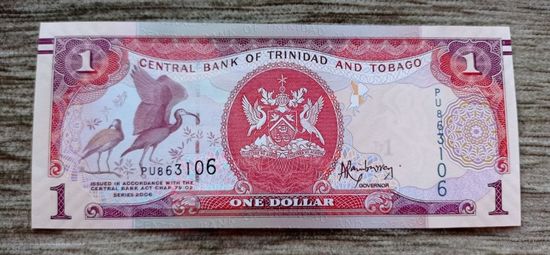 1
CENTRAL BANK OF TRINIDAD AND TOBAGO
1
PU863106
PU863106
ISSUED IN ACCORDANCE WITH THE
CENTRAL BANK ACT CHAP. 79:02
SERIES 2006
GOVERNOR
1
ONE DOLLAR
1